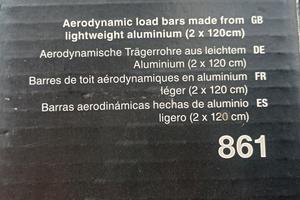 Aerodynamic load bars made from GB
lightweight aluminium (2 x 120cm)
Aerodynamische Trägerrohre aus leichtem DE
Aluminium (2 x 120 cm)
Barres de toit aérodynamiques en aluminium FR
léger (2 x 120 cm)
Barras aerodinámicas hechas de aluminio ES
ligero (2 x 120 cm)
861